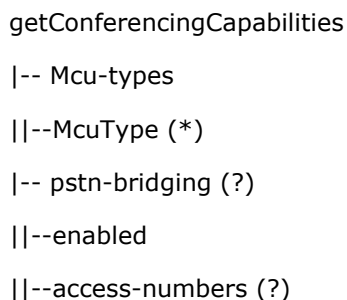 getConferencingCapabilities
|-- Mcu-types
||--McuType (*)
|-- pstn-bridging (?)
||--enabled
||--access-numbers (?)